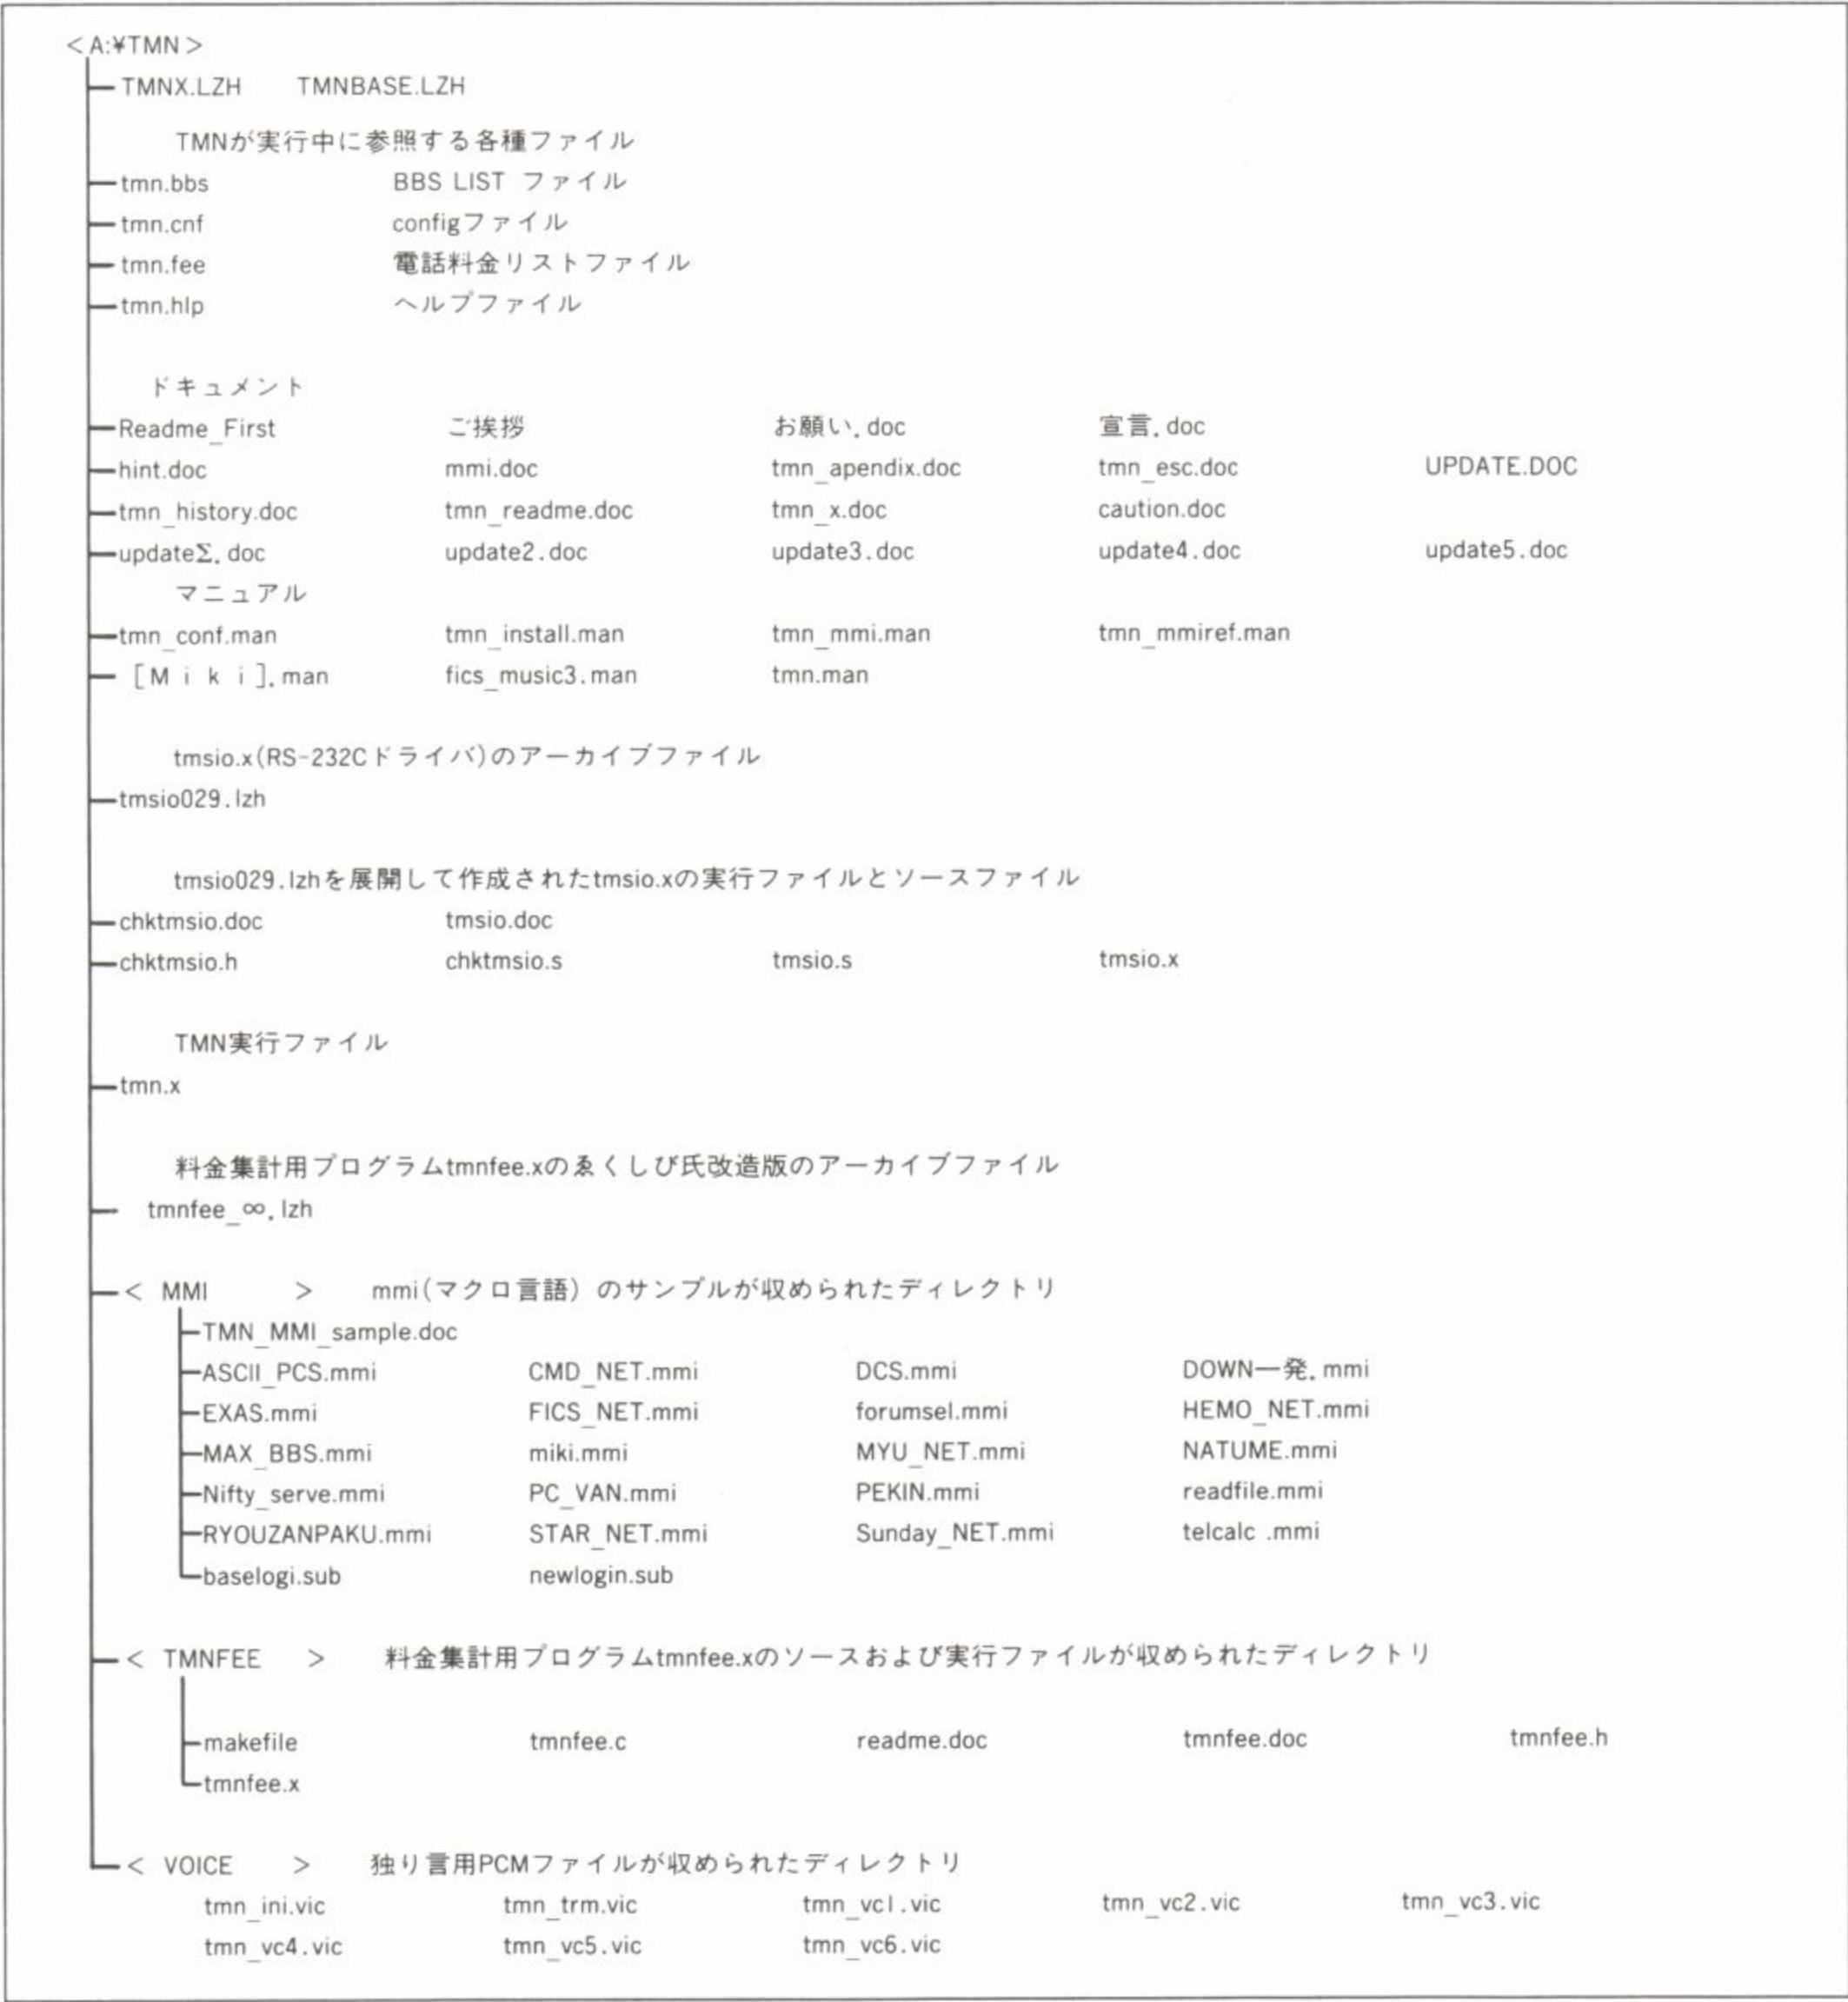 <A:¥TMN>
TMNX.LZH TMNBASE.LZH
TMNが実行中に参照する各種ファイル
tmn.bbs BBS LIST ファイル
tmn.cnf configファイル
tmn.fee 電話料金リストファイル
tmn.hlp ヘルプファイル
ドキュメント
Readme_First ご挨拶 お願い.doc 宣言.doc
hint.doc mmi.doc tmn_apendix.doc tmn_esc.doc UPDATE.DOC
tmn_history.doc tmn_readme.doc tmn_x.doc caution.doc
updateΣ.doc update2.doc update3.doc update4.doc update5.doc
マニュアル
tmn_conf.man tmn_install.man tmn_mmi.man tmn_mmiref.man
[Ｍｉｋｉ].man fics_music3.man tmn.man
tmsio.x(RS-232Cドライバ)のアーカイブファイル
tmsio029.lzh
tmsio029.lzhを展開して作成されたtmsio.xの実行ファイルとソースファイル
chktmsio.doc tmsio.doc
chktmsio.h chktmsio.s tmsio.s tmsio.x
TMN実行ファイル
tmn.x
料金集計用プログラムtmnfee.xのゑくしび氏改造版のアーカイブファイル
tmnfee_∞.lzh
< MMI > mmi(マクロ言語) のサンプルが収められたディレクトリ
TMN_MMI_sample.doc
ASCII_PCS.mmi CMD_NET.mmi DCS.mmi DOWN一発.mmi
EXAS.mmi FICS_NET.mmi forumsel.mmi HEMO_NET.mmi
MAX_BBS.mmi miki.mmi MYU_NET.mmi NATUME.mmi
Nifty_serve.mmi PC_VAN.mmi PEKIN.mmi readfile.mmi
RYOUZANPAKU.mmi STAR_NET.mmi Sunday_NET.mmi telcalc .mmi
baselogi.sub newlogin.sub
< TMNFEE > 料金集計用プログラムtmnfee.xのソースおよび実行ファイルが収められたディレクトリ
makefile tmnfee.c readme.doc tmnfee.doc tmnfee.h
tmnfee.x
< VOICE > 独り言用PCMファイルが収められたディレクトリ
tmn_ini.vic tmn_trm.vic tmn_vc1.vic tmn_vc2.vic tmn_vc3.vic
tmn_vc4.vic tmn_vc5.vic tmn_vc6.vic